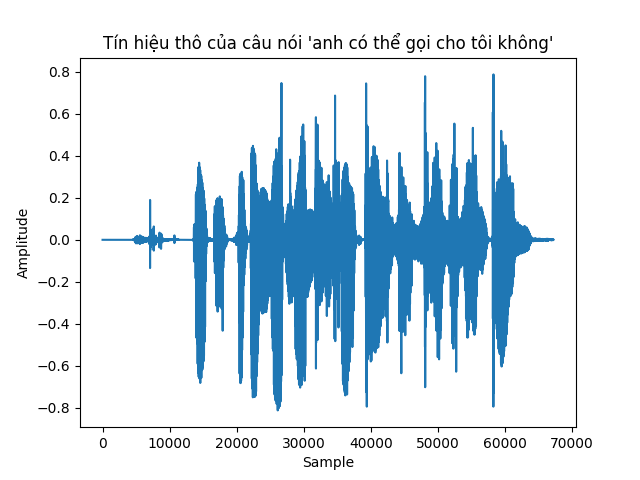 Tín hiệu thô của câu nói 'anh có thể gọi cho tôi không'
0.8
0.6
0.4
0.2
0.0
−0.2
−0.4
−0.6
−0.8
Amplitude
0 10000 20000 30000 40000 50000 60000 70000
Sample